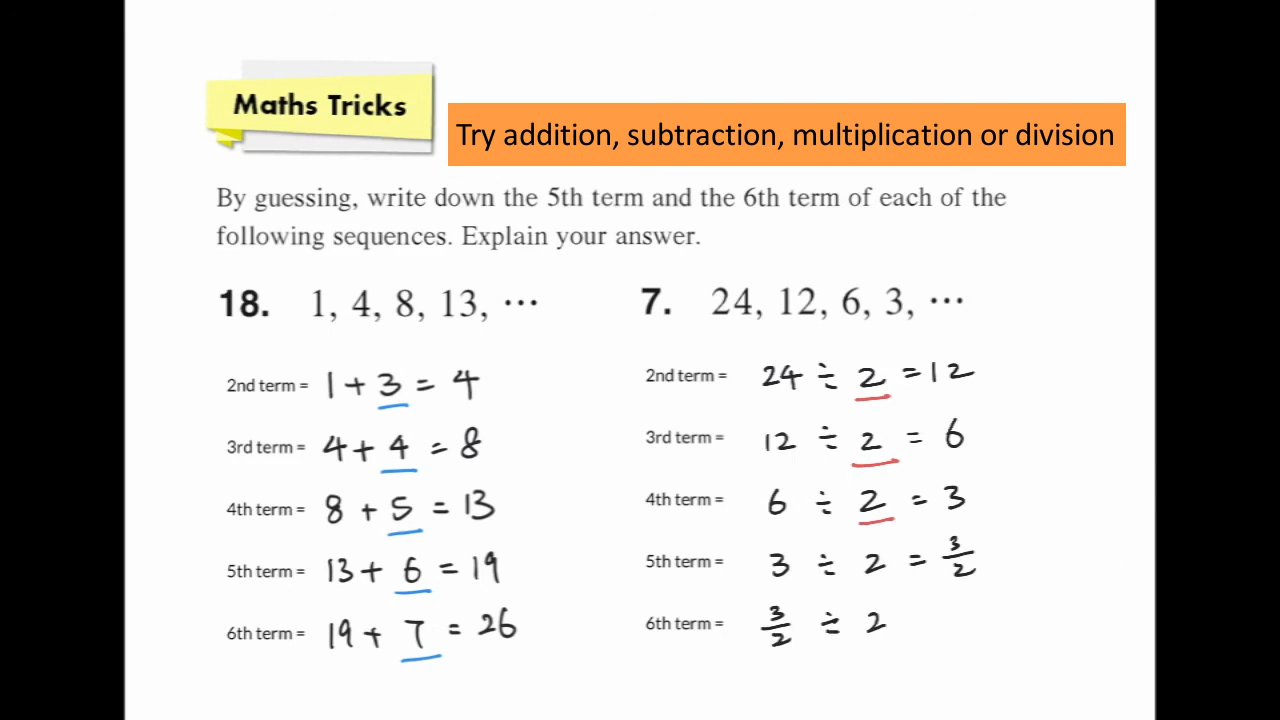 Maths Tricks
Try addition, subtraction, multiplication or division
By guessing, write down the 5th term and the 6th term of each of the
following sequences. Explain your answer.
18. 1, 4, 8, 13, ⋯
2nd term = 1 + 3 = 4
3rd term = 4 + 4 = 8
4th term = 8 + 5 = 13
5th term = 13 + 6 = 19
6th term = 19 + 7 = 26
7. 24, 12, 6, 3, ⋯
2nd term = 24 ÷ 2 = 12
3rd term = 12 ÷ 2 = 6
4th term = 6 ÷ 2 = 3
5th term = 3 ÷ 2 = 3/2
6th term = 3/2 ÷ 2